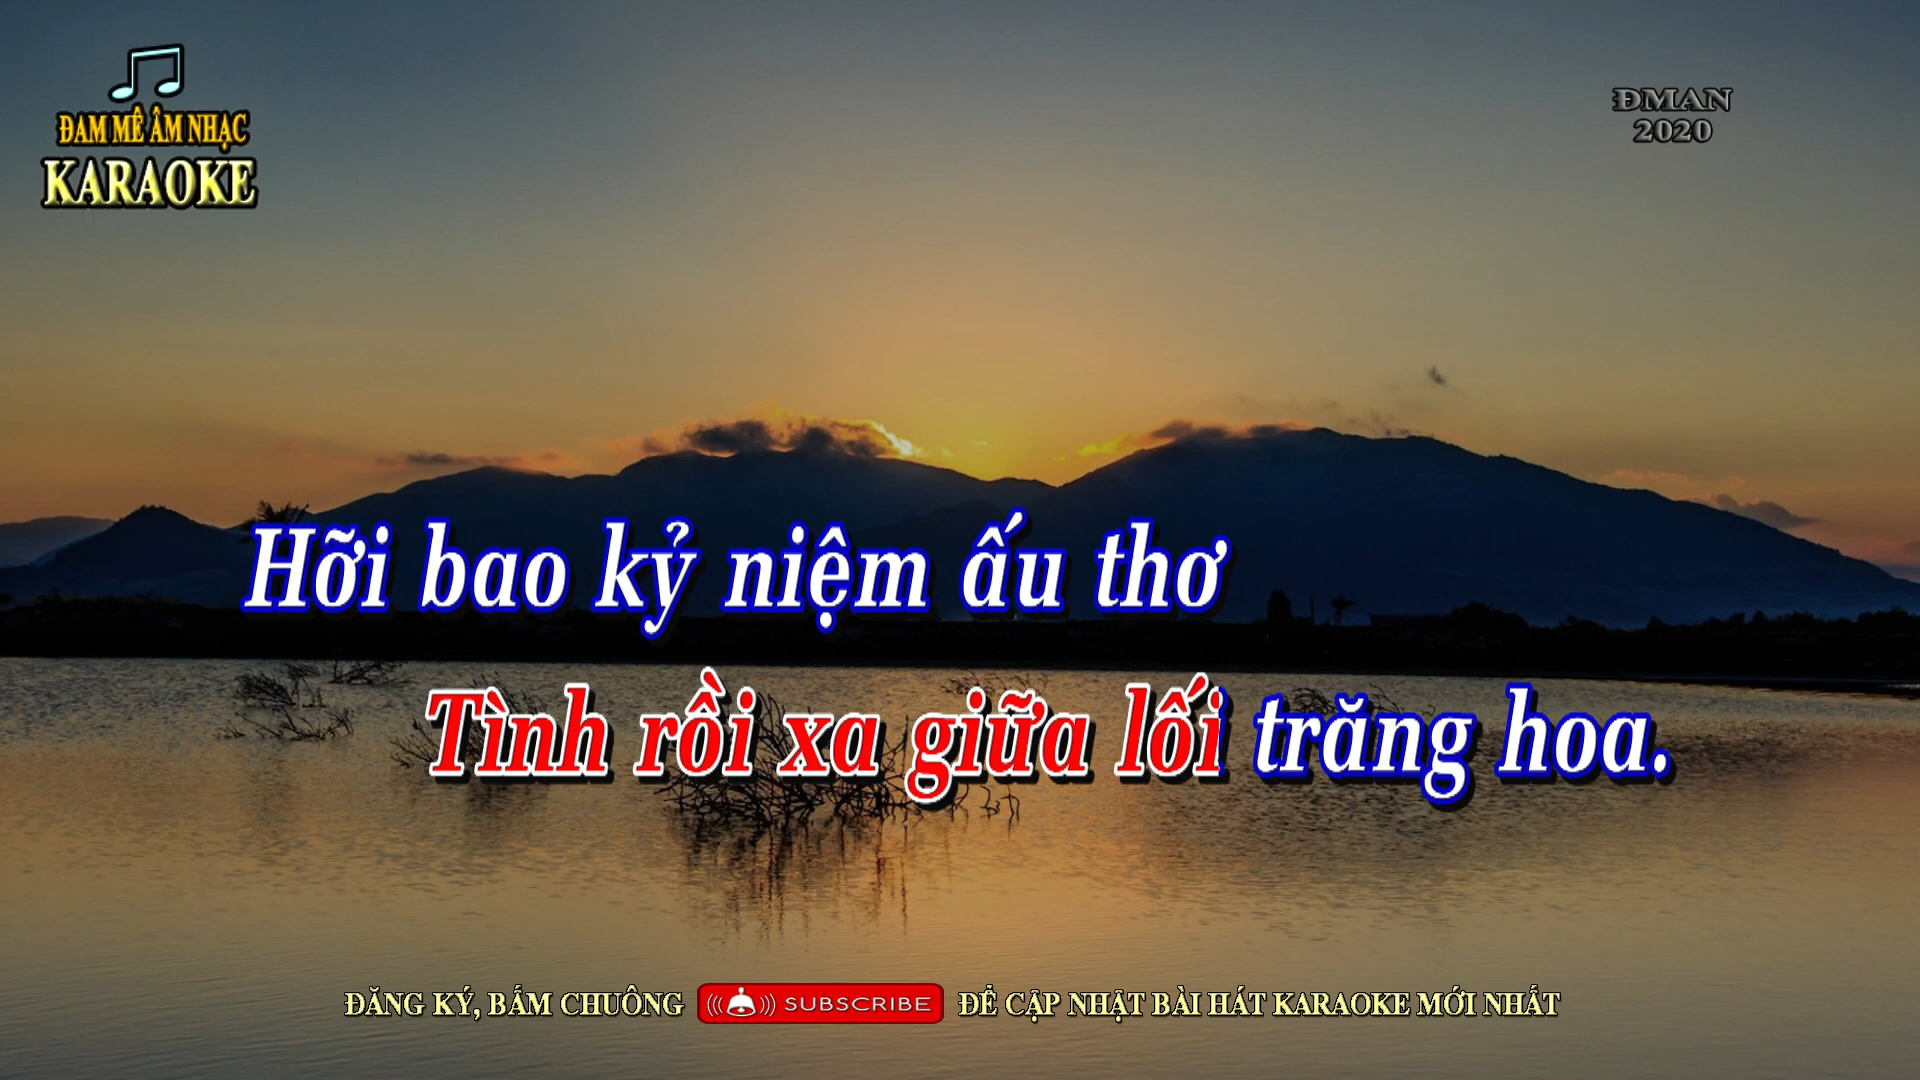 ĐAM MÊ ÂM NHẠC
KARAOKE
ĐMAN
2020
Hỡi bao kỷ niệm ấu thơ
Tình rồi xa giữa lối trăng hoa.
ĐĂNG KÝ, BẤM CHUÔNG SUBSCRIBE ĐỂ CẬP NHẬT BÀI HÁT KARAOKE MỚI NHẤT